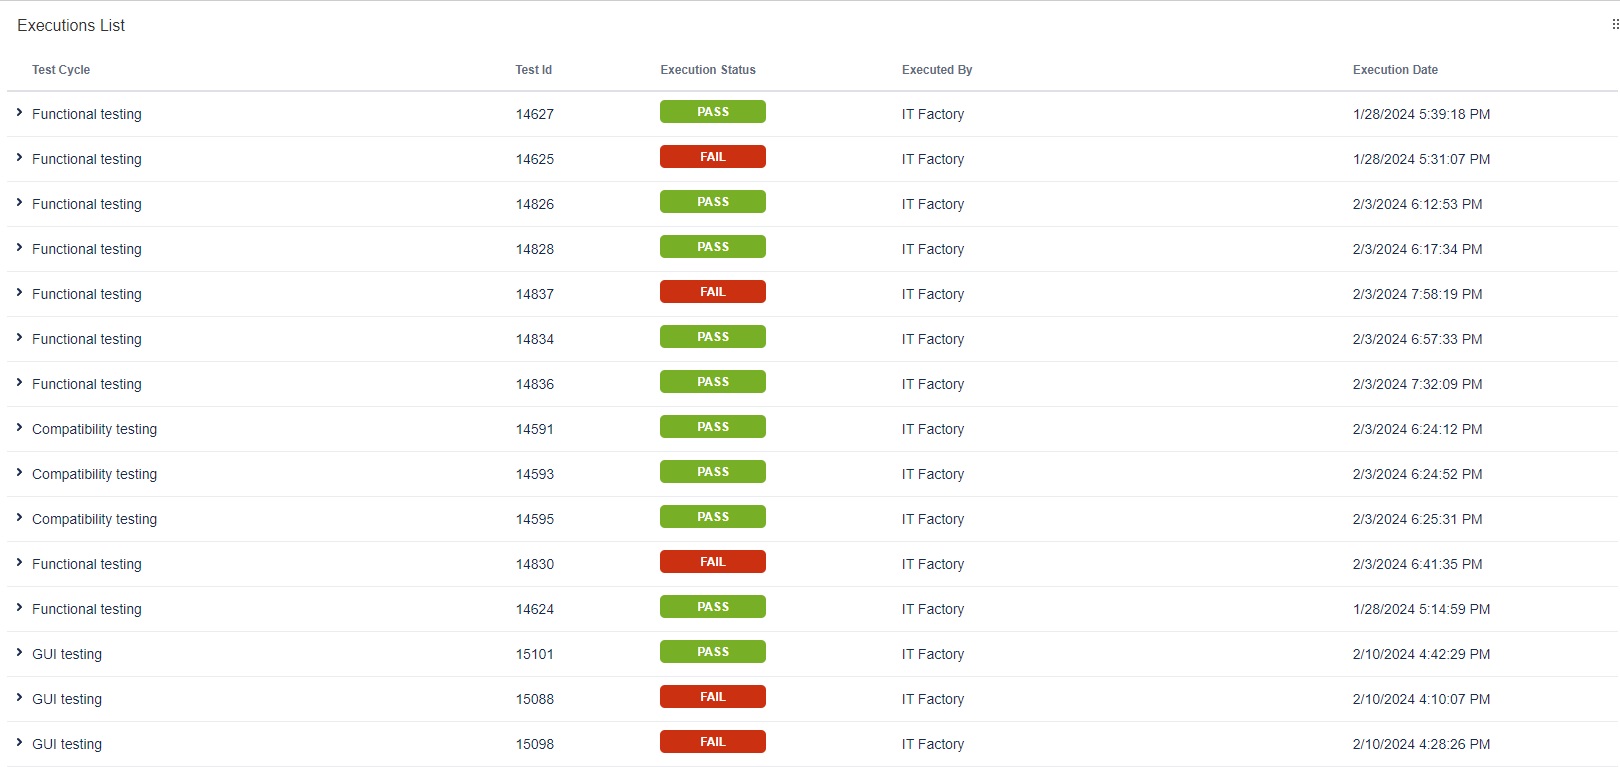 Executions List
Test Cycle Test Id Execution Status Executed By Execution Date
Functional testing 14627 PASS IT Factory 1/28/2024 5:39:18 PM
Functional testing 14625 FAIL IT Factory 1/28/2024 5:31:07 PM
Functional testing 14826 PASS IT Factory 2/3/2024 6:12:53 PM
Functional testing 14828 PASS IT Factory 2/3/2024 6:17:34 PM
Functional testing 14837 FAIL IT Factory 2/3/2024 7:58:19 PM
Functional testing 14834 PASS IT Factory 2/3/2024 6:57:33 PM
Functional testing 14836 PASS IT Factory 2/3/2024 7:32:09 PM
Compatibility testing 14591 PASS IT Factory 2/3/2024 6:24:12 PM
Compatibility testing 14593 PASS IT Factory 2/3/2024 6:24:52 PM
Compatibility testing 14595 PASS IT Factory 2/3/2024 6:25:31 PM
Functional testing 14830 FAIL IT Factory 2/3/2024 6:41:35 PM
Functional testing 14624 PASS IT Factory 1/28/2024 5:14:59 PM
GUI testing 15101 PASS IT Factory 2/10/2024 4:42:29 PM
GUI testing 15088 FAIL IT Factory 2/10/2024 4:10:07 PM
GUI testing 15098 FAIL IT Factory 2/10/2024 4:28:26 PM